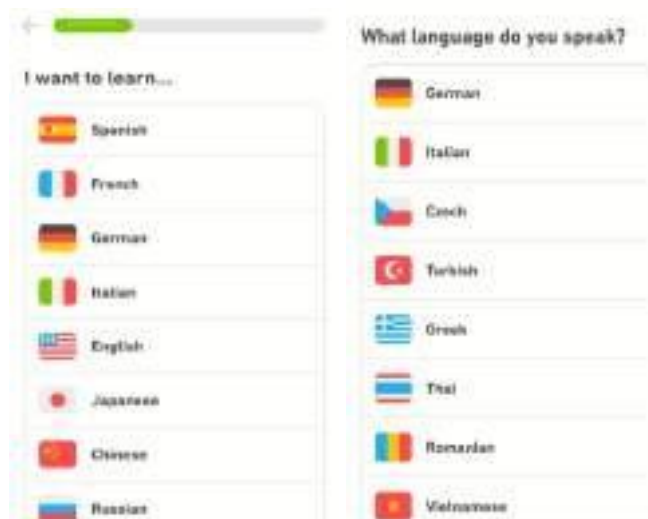 I want to learn...
Spanish
French
German
Italian
English
Japanese
Chinese
Russian
What language do you speak?
German
Italian
Czech
Turkish
Greek
Thai
Romanian
Vietnamese